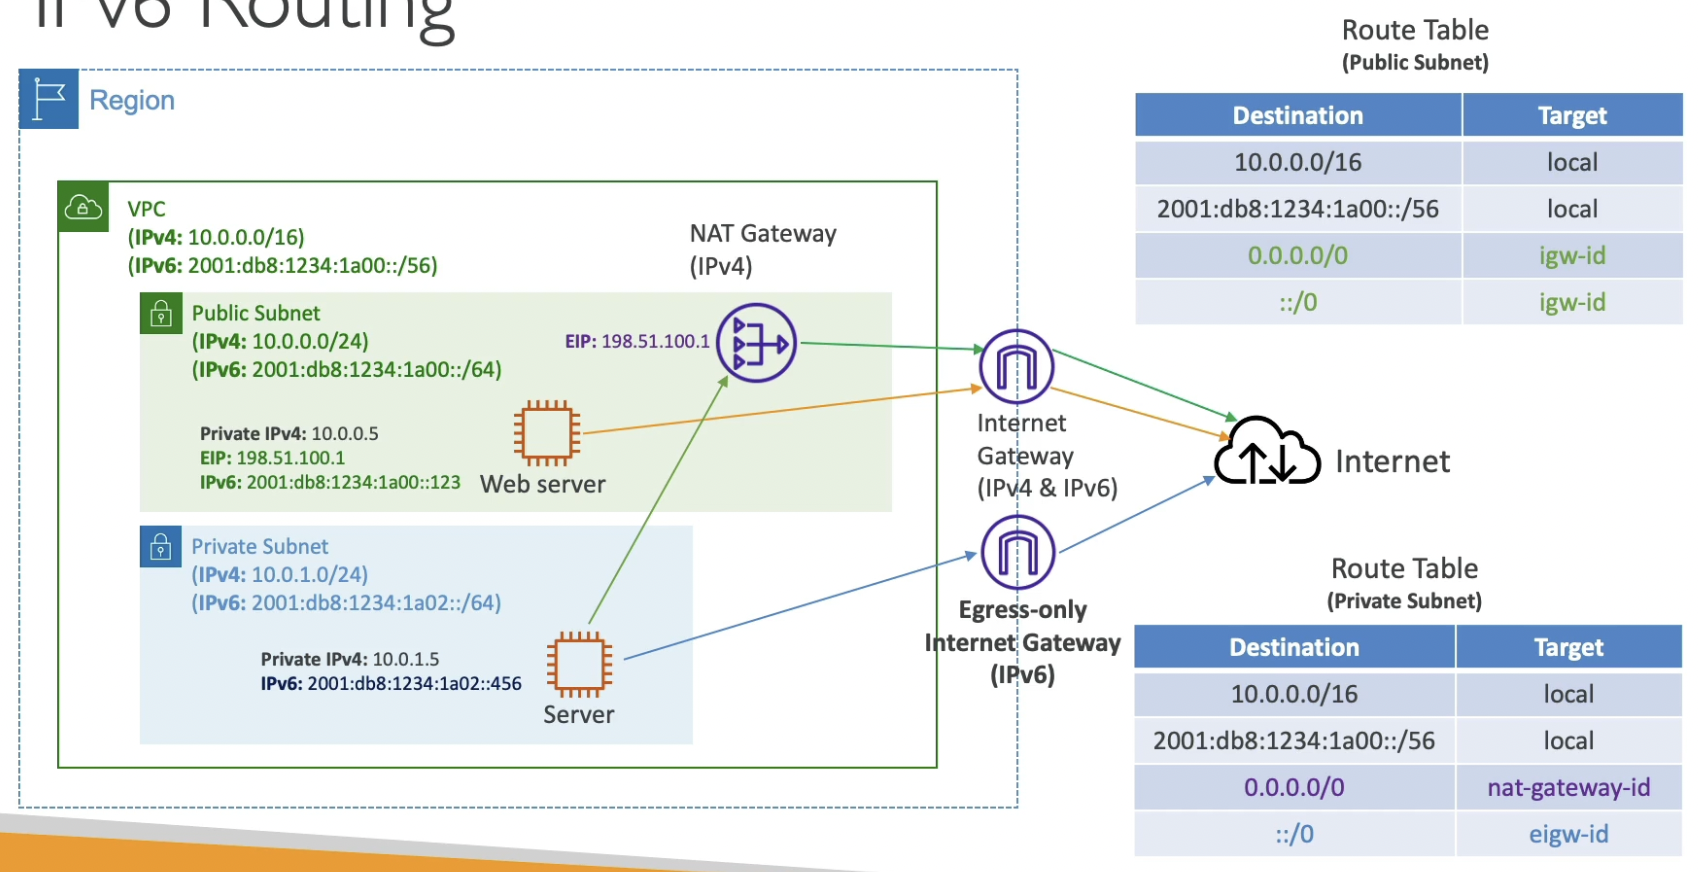 IPv6 Routing
Region
VPC
(IPv4: 10.0.0.0/16)
(IPv6: 2001:db8:1234:1a00::/56)
NAT Gateway
(IPv4)
Public Subnet
(IPv4: 10.0.0.0/24)
(IPv6: 2001:db8:1234:1a00::/64)
EIP: 198.51.100.1
Private IPv4: 10.0.0.5
EIP: 198.51.100.1
IPv6: 2001:db8:1234:1a00::123
Web server
Private Subnet
(IPv4: 10.0.1.0/24)
(IPv6: 2001:db8:1234:1a02::/64)
Private IPv4: 10.0.1.5
IPv6: 2001:db8:1234:1a02::456
Server
Internet
Gateway
(IPv4 & IPv6)
Egress-only
Internet Gateway
(IPv6)
Internet
Route Table
(Public Subnet)
Destination Target
10.0.0.0/16 local
2001:db8:1234:1a00::/56 local
0.0.0.0/0 igw-id
::/0 igw-id
Route Table
(Private Subnet)
Destination Target
10.0.0.0/16 local
2001:db8:1234:1a00::/56 local
0.0.0.0/0 nat-gateway-id
::/0 eigw-id